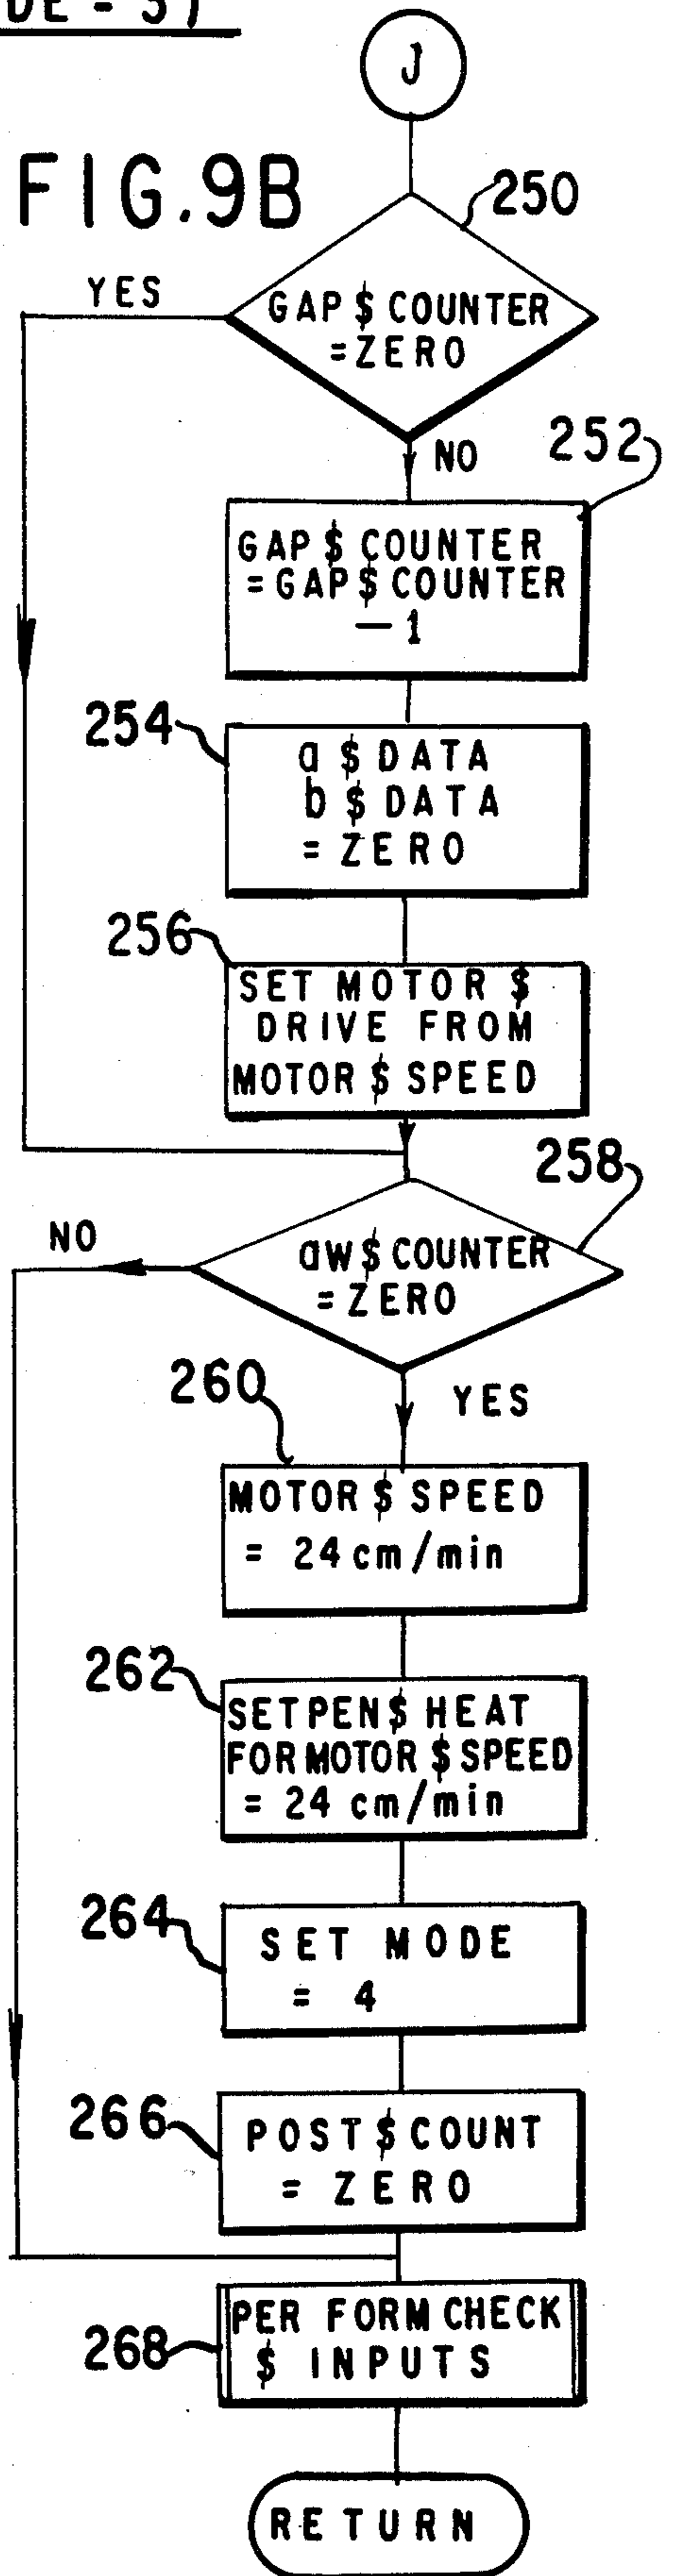 DE = 3)
J
FIG.9B
250
YES
GAP $ COUNTER
=ZERO
NO
252
GAP $ COUNTER
= GAP $ COUNTER
— 1
254
a $ DATA
b $ DATA
= ZERO
256
SET MOTOR $
DRIVE FROM
MOTOR $ SPEED
258
NO
aw $ COUNTER
= ZERO
260
YES
MOTOR $ SPEED
= 24 cm/min
262
SET PEN $ HEAT
FOR MOTOR $ SPEED
= 24 cm/min
264
SET MODE
= 4
266
POST $ COUNT
= ZERO
268
PER FORM CHECK
$ INPUTS
RETURN